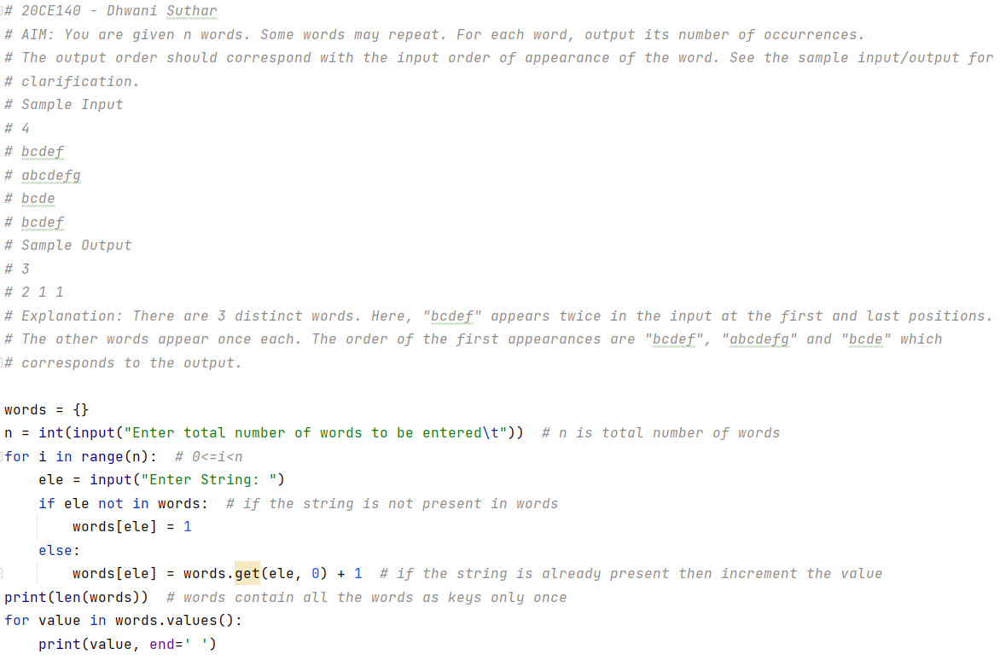 # 20CE140 - Dhwani Suthar
# AIM: You are given n words. Some words may repeat. For each word, output its number of occurrences.
# The output order should correspond with the input order of appearance of the word. See the sample input/output for
# clarification.
# Sample Input
# 4
# bcdef
# abcdefg
# bcde
# bcdef
# Sample Output
# 3
# 2 1 1
# Explanation: There are 3 distinct words. Here, "bcdef" appears twice in the input at the first and last positions.
# The other words appear once each. The order of the first appearances are "bcdef", "abcdefg" and "bcde" which
# corresponds to the output.

words = {}
n = int(input("Enter total number of words to be entered\t"))  # n is total number of words
for i in range(n):  # 0<=i<n
    ele = input("Enter String: ")
    if ele not in words:  # if the string is not present in words
        words[ele] = 1
    else:
        words[ele] = words.get(ele, 0) + 1  # if the string is already present then increment the value
print(len(words))  # words contain all the words as keys only once
for value in words.values():
    print(value, end=' ')